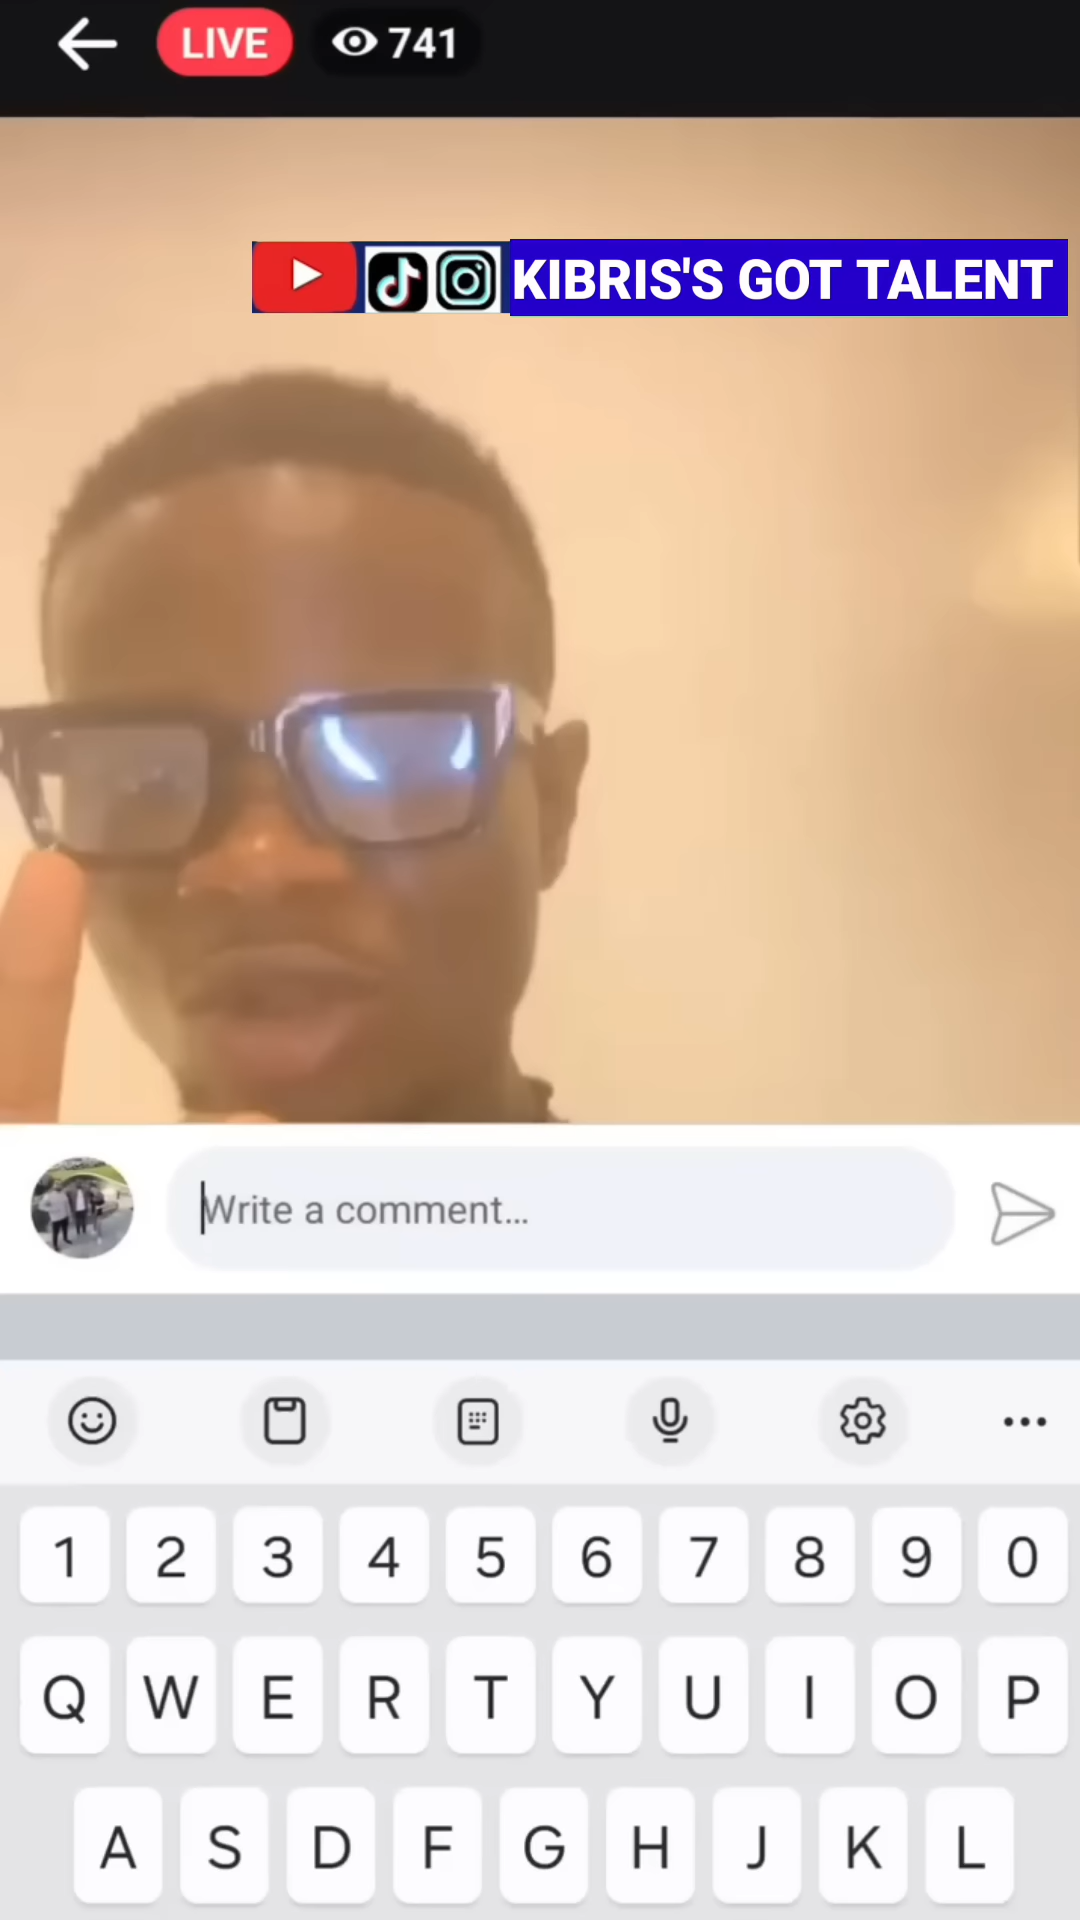 LIVE 741
KIBRIS'S GOT TALENT
Write a comment...
1 2 3 4 5 6 7 8 9 0
Q W E R T Y U I O P
A S D F G H J K L